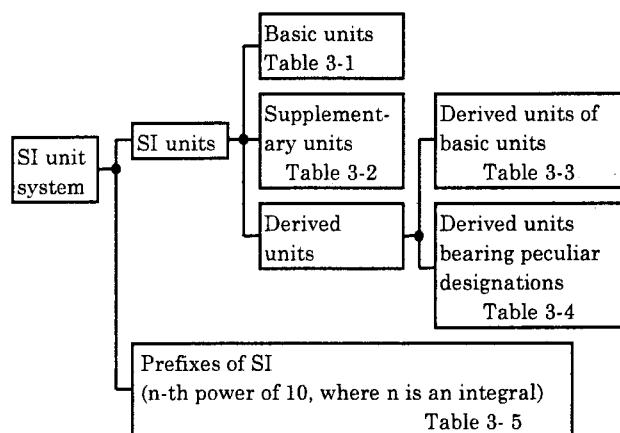 Basic units
Table 3-1
Supplement-
ary units
Table 3-2
Derived units of
basic units
Table 3-3
SI units
SI unit
system
Derived
units
Derived units
bearing peculiar
designations
Table 3-4
Prefixes of SI
(n-th power of 10, where n is an integral)
Table 3- 5